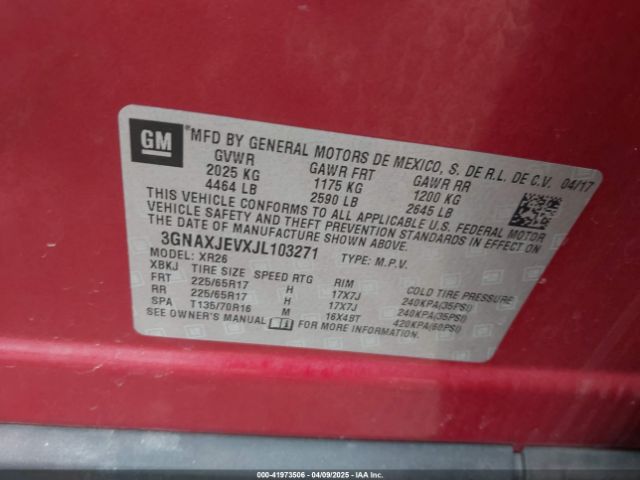 GM
MFD BY GENERAL MOTORS DE MEXICO, S. DE R.L. DE C.V. 04/17
GVWR GAWR FRT GAWR RR
2025 KG 1175 KG 1200 KG
4464 LB 2590 LB 2645 LB
THIS VEHICLE CONFORMS TO ALL APPLICABLE U.S. FEDERAL MOTOR
VEHICLE SAFETY AND THEFT PREVENTION STANDARDS IN EFFECT ON
THE DATE OF MANUFACTURE SHOWN ABOVE.
3GNAXJEVXJL103271 TYPE: M.P.V.
MODEL: XR26
XBKJ TIRE SIZE SPEED RTG RIM COLD TIRE PRESSURE
FRT 225/65R17 H 17X7J 240KPA(35PSI)
RR 225/65R17 H 17X7J 240KPA(35PSI)
SPA T135/70R16 M 16X4BT 420KPA(60PSI)
SEE OWNER'S MANUAL FOR MORE INFORMATION.
000-41973506 04/09/2025 IAAI, Inc.